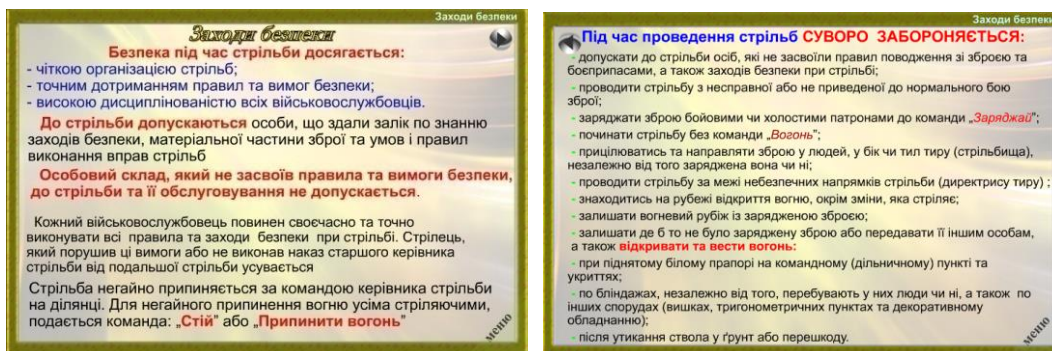 Заходи безпеки
Заходи безпеки
Безпека під час стрільби досягається:
- чіткою організацією стрільб;
- точним дотриманням правил та вимог безпеки;
- високою дисциплінованістю всіх військовослужбовців.
До стрільби допускаються особи, що здали залік по знанню
заходів безпеки, матеріальної частини зброї та умов і правил
виконання вправ стрільб
Особовий склад, який не засвоїв правила та вимоги безпеки,
до стрільби та її обслуговування не допускається.
Кожний військовослужбовець повинен своєчасно та точно
виконувати всі правила та заходи безпеки при стрільбі. Стрілець,
який порушив ці вимоги або не виконав наказ старшого керівника
стрільби від подальшої стрільби усувається
Стрільба негайно припиняється за командою керівника стрільби
на ділянці. Для негайного припинення вогню усіма стріляючими,
подається команда: „Стій” або „Припинити вогонь”
меню
Заходи безпеки
Під час проведення стрільб СУВОРО ЗАБОРОНЯЄТЬСЯ:
- допускати до стрільби осіб, які не засвоїли правил поводження зі зброєю та
боєприпасами, а також заходів безпеки при стрільбі;
- проводити стрільбу з несправної або не приведеної до нормального бою
зброї;
- заряджати зброю бойовими чи холостими патронами до команди „Заряджай”;
- починати стрільбу без команди „Вогонь”;
- прицілюватись та направляти зброю у людей, у бік чи тил тиру (стрільбища),
незалежно від того заряджена вона чи ні;
- проводити стрільбу за межі небезпечних напрямків стрільби (директрису тиру) ;
- знаходитись на рубежі відкриття вогню, окрім зміни, яка стріляє;
- залишати вогневий рубіж із зарядженою зброєю;
- залишати де б то не було заряджену зброю або передавати її іншим особам,
а також відкривати та вести вогонь:
- при піднятому білому прапорі на командному (дільничному) пункті та
укриттях;
- по бліндажах, незалежно від того, перебувають у них люди чи ні, а також по
інших спорудах (вишках, тригонометричних пунктах та декоративному
обладнанню);
- після утикання ствола у ґрунт або перешкоду.
меню